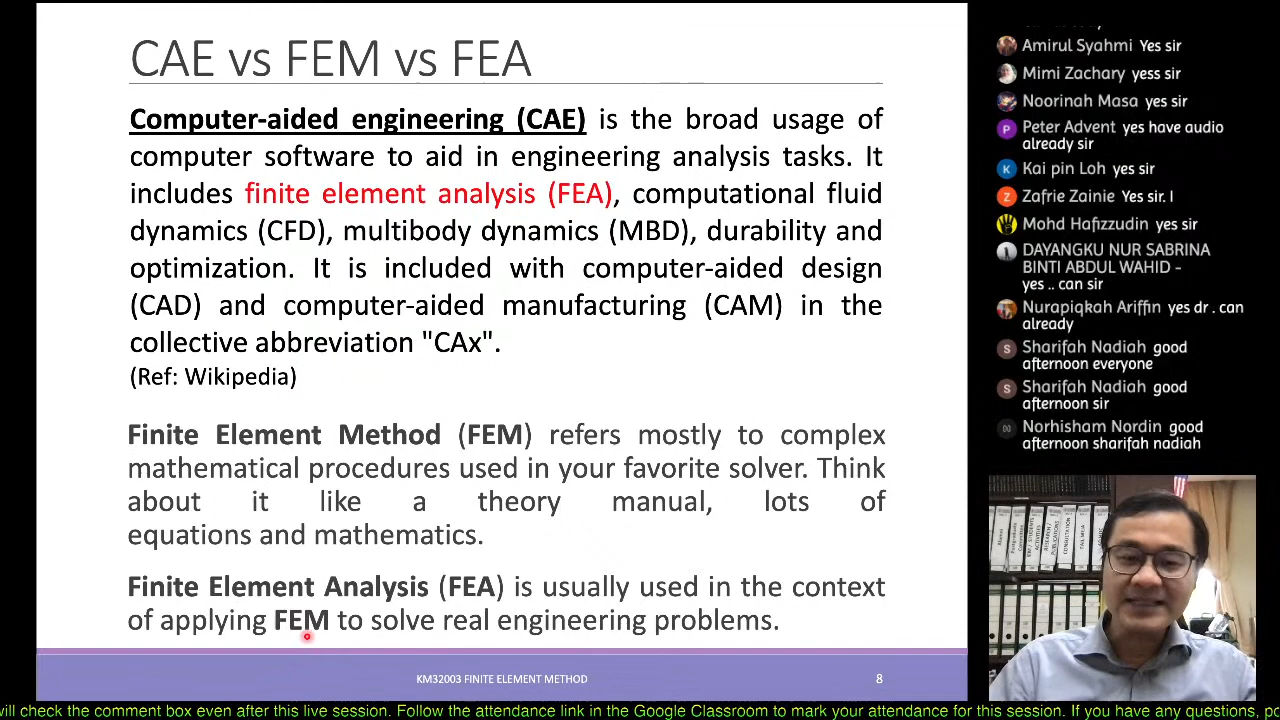 CAE vs FEM vs FEA
Computer-aided engineering (CAE) is the broad usage of
computer software to aid in engineering analysis tasks. It
includes finite element analysis (FEA), computational fluid
dynamics (CFD), multibody dynamics (MBD), durability and
optimization. It is included with computer-aided design
(CAD) and computer-aided manufacturing (CAM) in the
collective abbreviation "CAx".
(Ref: Wikipedia)
Finite Element Method (FEM) refers mostly to complex
mathematical procedures used in your favorite solver. Think
about it like a theory manual, lots of
equations and mathematics.
Finite Element Analysis (FEA) is usually used in the context
of applying FEM to solve real engineering problems.
KM32003 FINITE ELEMENT METHOD
8
Amirul Syahmi Yes sir
Mimi Zachary yess sir
Noorinah Masa yes sir
P Peter Advent yes have audio
already sir
K Kai pin Loh yes sir
Z Zafrie Zainie Yes sir. I
Mohd Hafizzudin yes sir
DAYANGKU NUR SABRINA
BINTI ABDUL WAHID -
yes .. can sir
Nurapiqkah Ariffin yes dr . can
already
S Sharifah Nadiah good
afternoon everyone
S Sharifah Nadiah good
afternoon sir
Norhisham Nordin good
afternoon sharifah nadiah
Alumni
Postgraduate
CONSULTATION
will check the comment box even after this live session. Follow the attendance link in the Google Classroom to mark your attendance for this session. If you have any questions, po